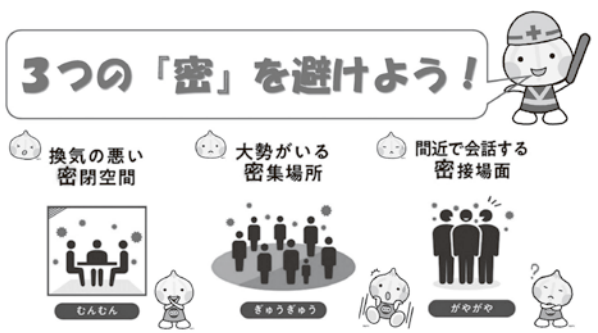 3つの『密』を避けよう!
換気の悪い
密閉空間
大勢がいる
密集場所
間近で会話する
密接場面
むんむん
ぎゅうぎゅう
がやがや
?